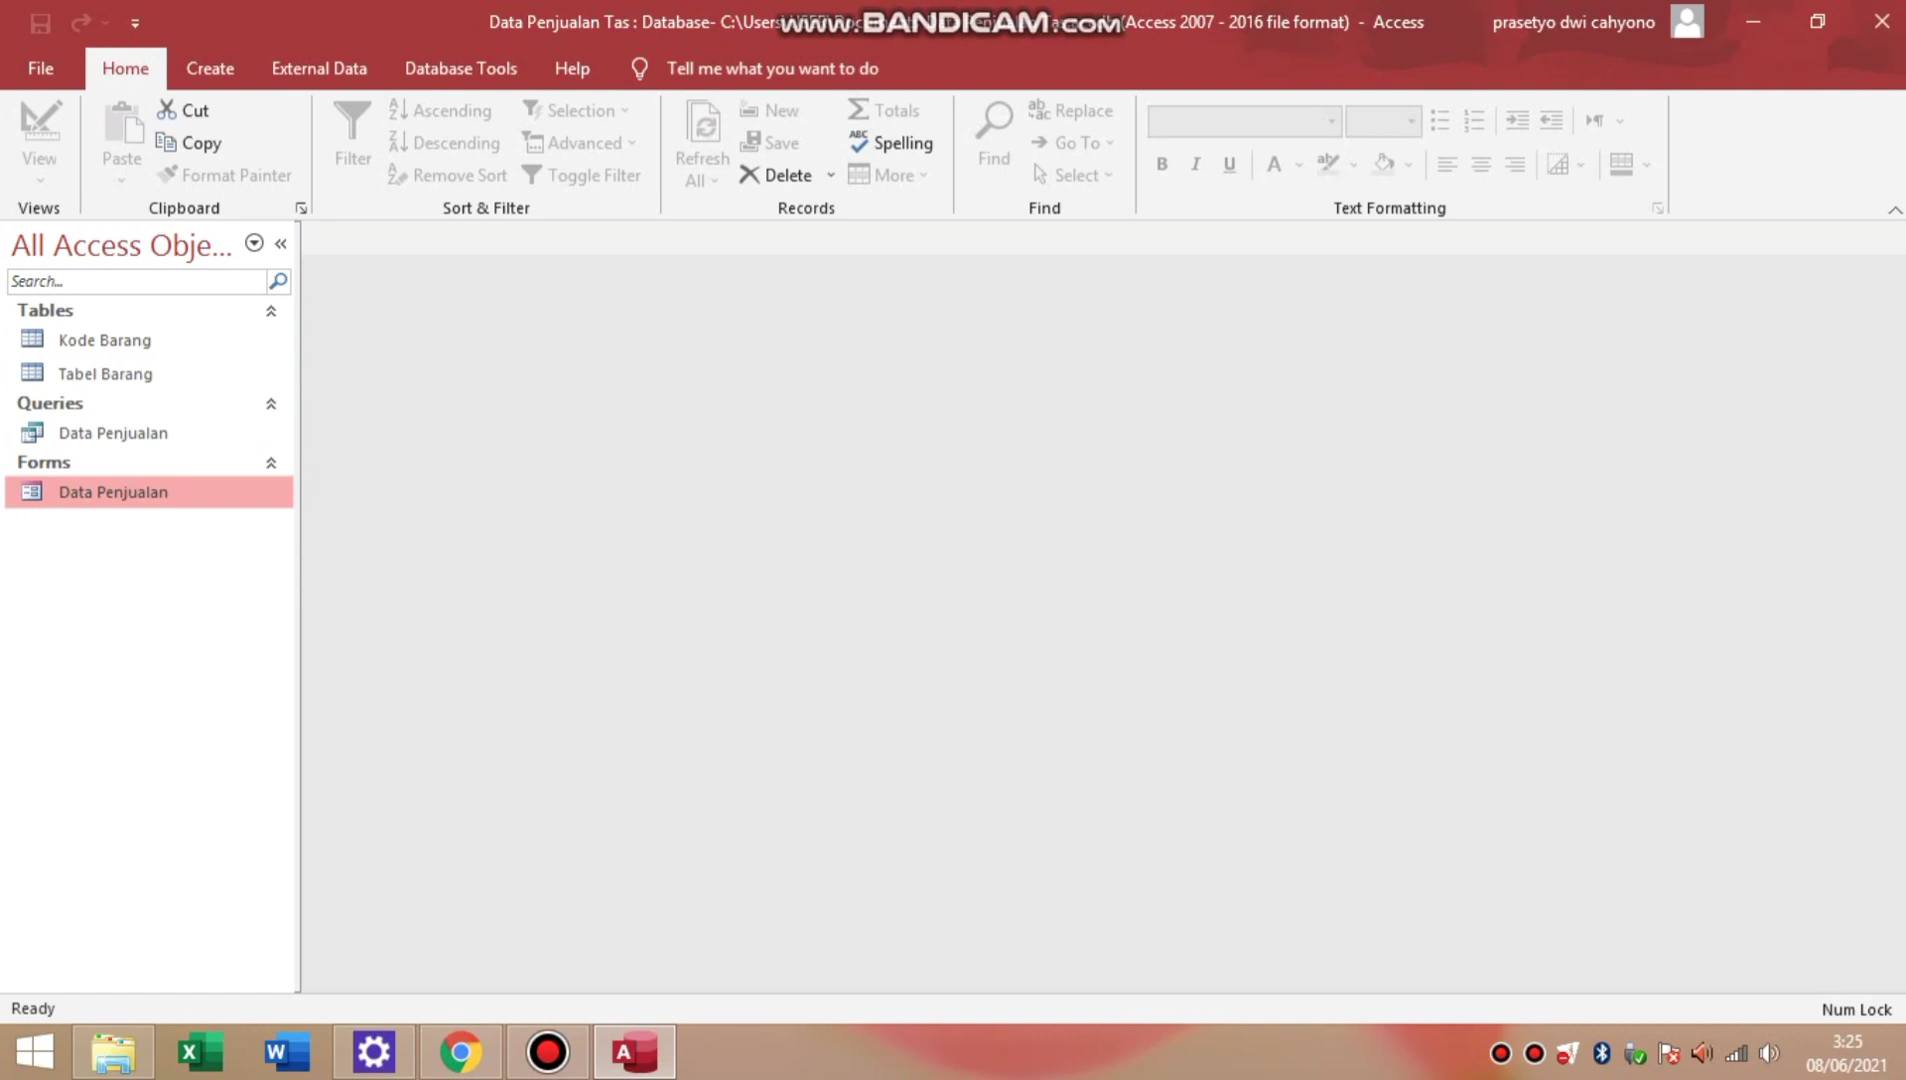 Data Penjualan Tas : Database- C:\Users
www.BANDICAM.com
(Access 2007 - 2016 file format) - Access
prasetyo dwi cahyono
File
Home
Create
External Data
Database Tools
Help
Tell me what you want to do
View
Paste
Cut
Copy
Format Painter
Filter
Ascending
Descending
Remove Sort
Selection
Advanced
Toggle Filter
Refresh
All
New
Save
Delete
Totals
Spelling
More
Find
Replace
Go To
Select
Views
Clipboard
Sort & Filter
Records
Find
Text Formatting
All Access Obje...
Search...
Tables
Kode Barang
Tabel Barang
Queries
Data Penjualan
Forms
Data Penjualan
Ready
Num Lock
3:25
08/06/2021